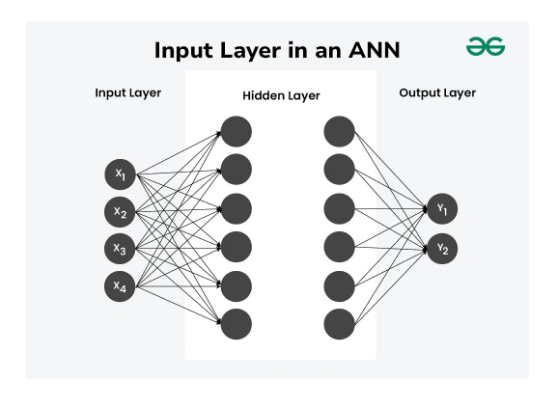 Input Layer in an ANN
Input Layer
Hidden Layer
Output Layer
X1
X2
X3
X4
Y1
Y2